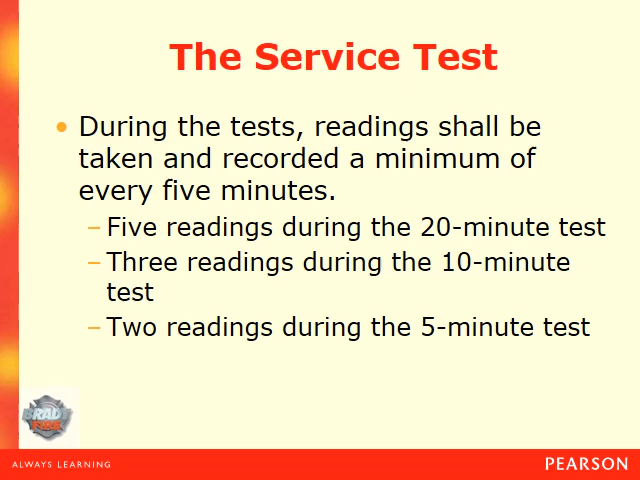 The Service Test
• During the tests, readings shall be
taken and recorded a minimum of
every five minutes.
– Five readings during the 20-minute test
– Three readings during the 10-minute
test
– Two readings during the 5-minute test
BRADY
FIRE
ALWAYS LEARNING
PEARSON